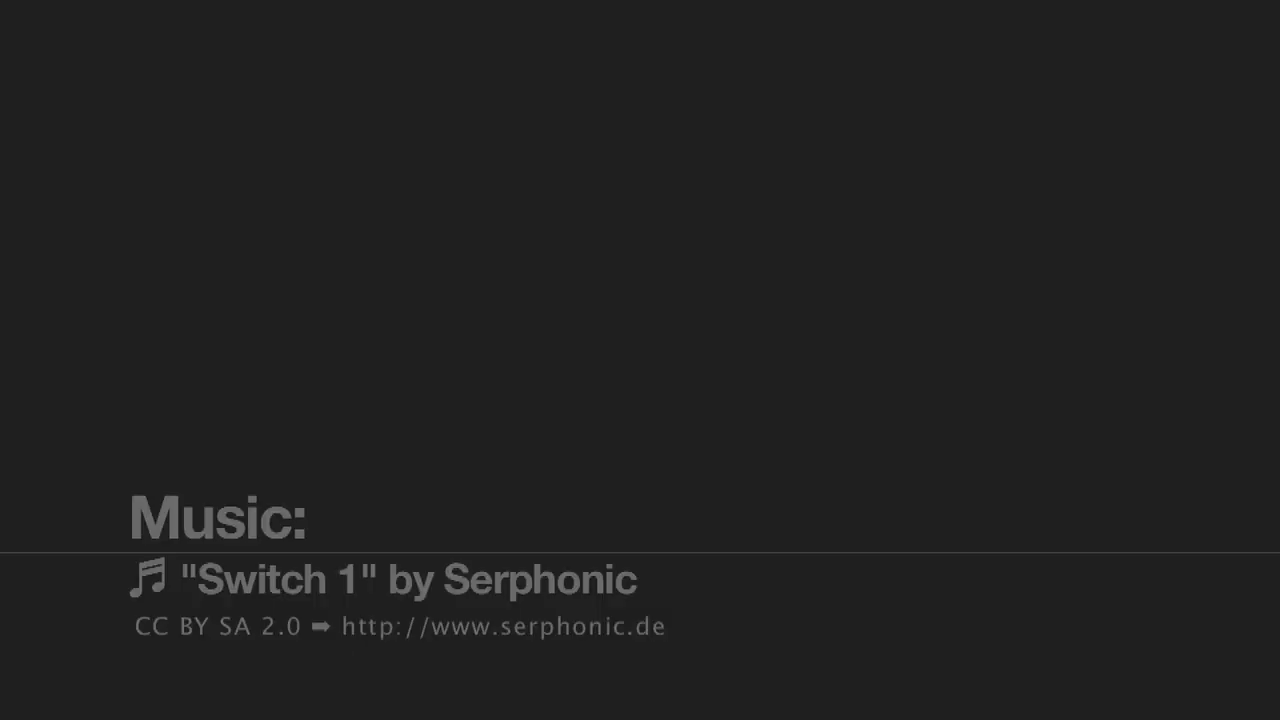 Music:
♫ "Switch 1" by Serphonic
CC BY SA 2.0 ➡ http://www.serphonic.de